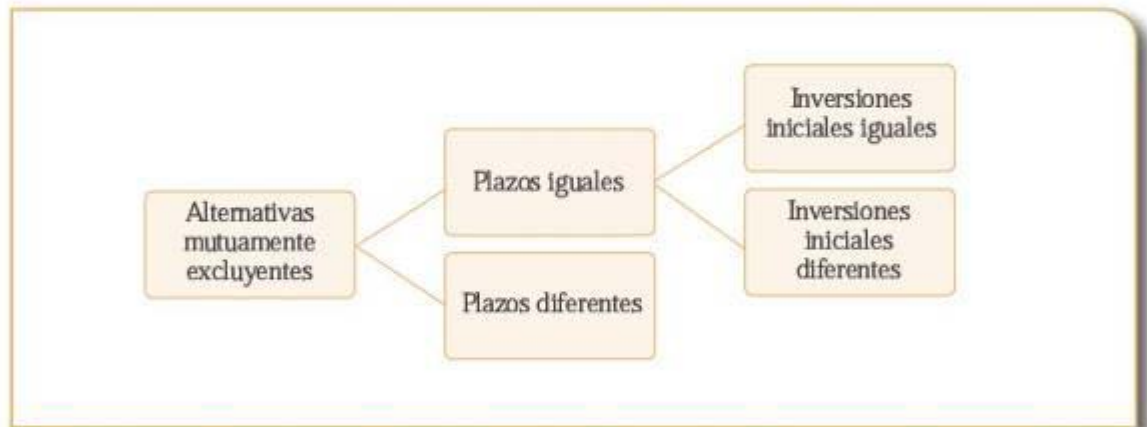 Alternativas
mutuamente
excluyentes
Plazos iguales
Plazos diferentes
Inversiones
iniciales iguales
Inversiones
iniciales
diferentes